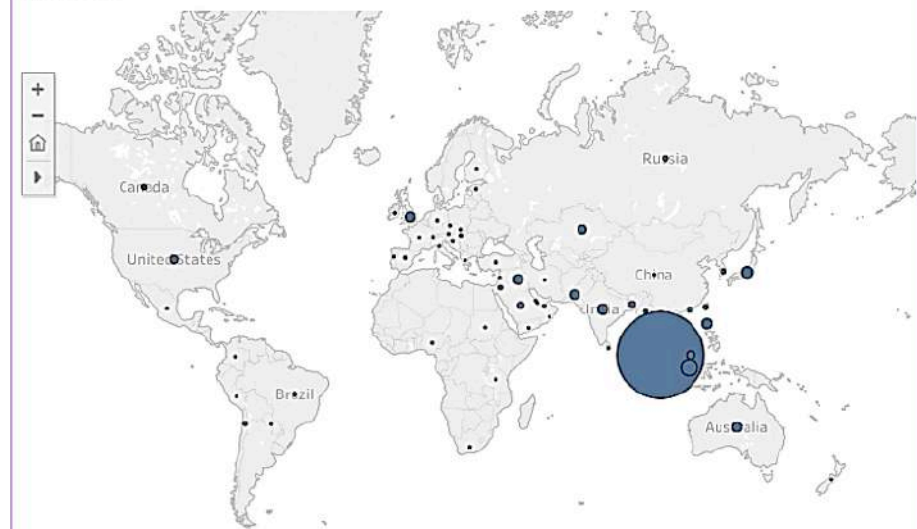 Russia
Canada
United States
China
India
Brazil
Australia